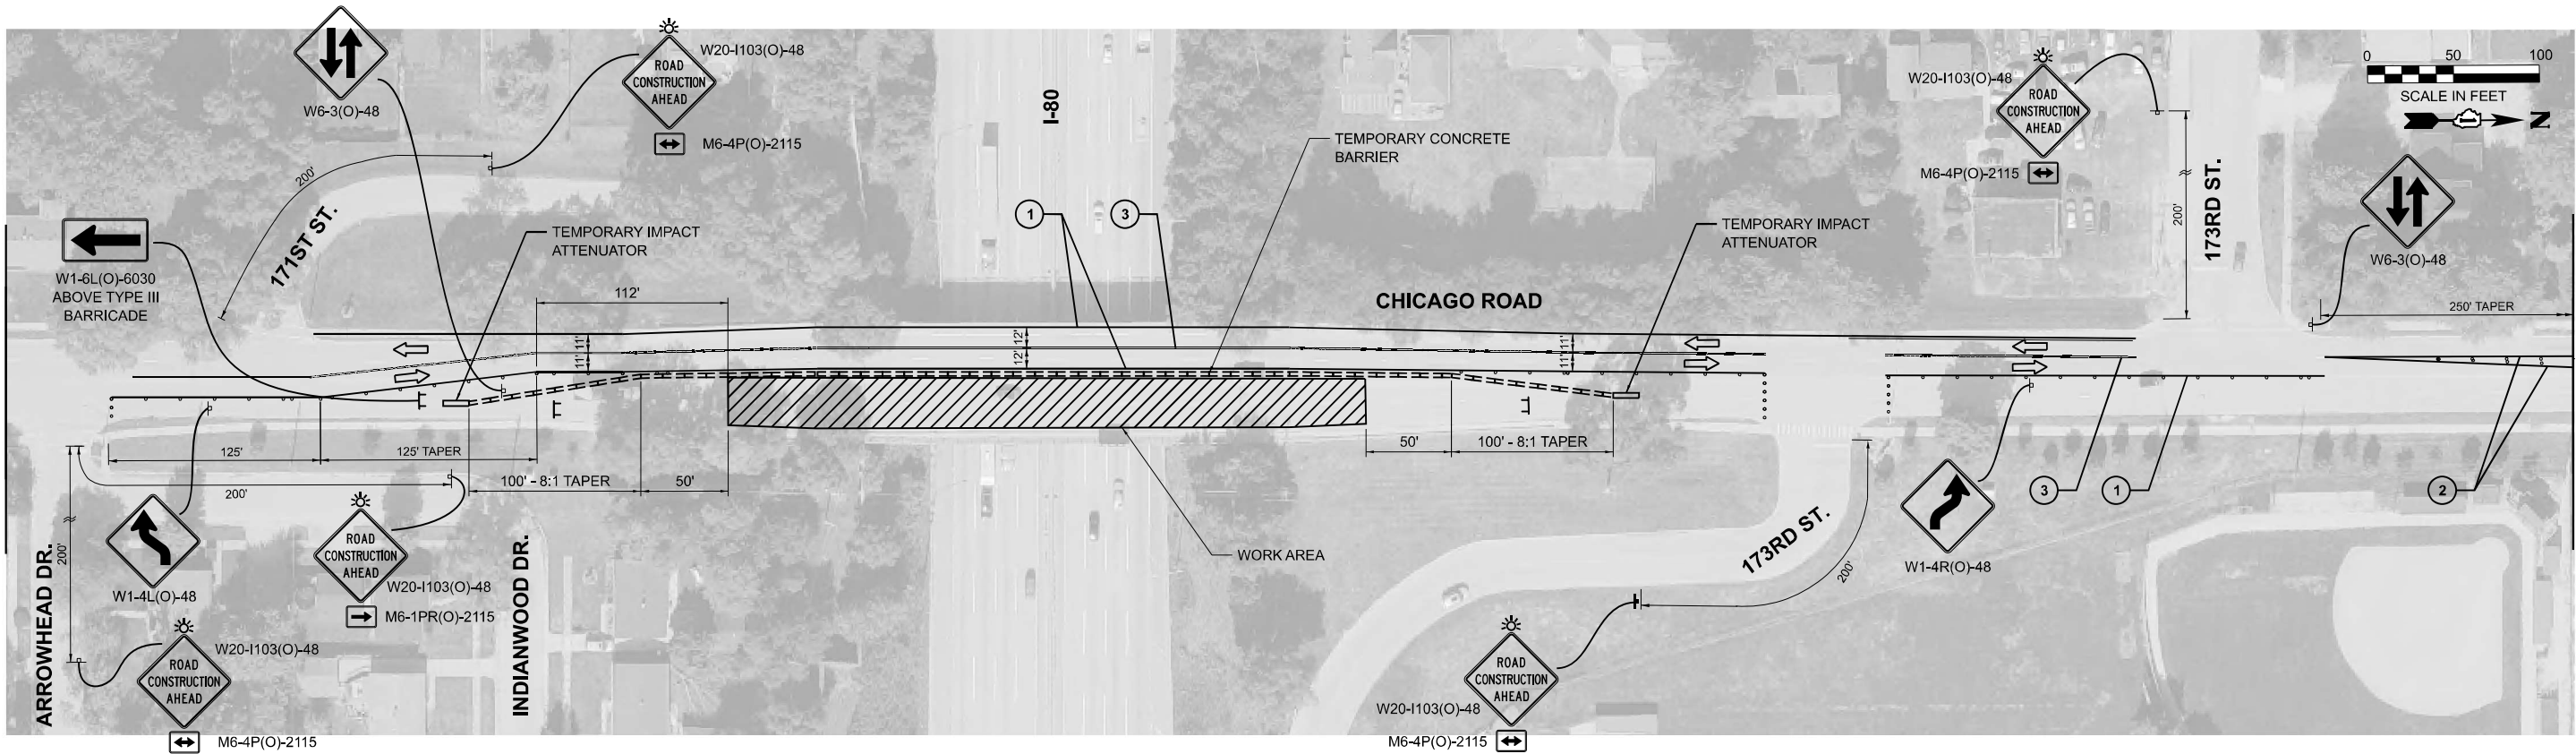 W6-3(O)-48
ROAD
CONSTRUCTION
AHEAD
W20-I103(O)-48
M6-4P(O)-2115
I-80
TEMPORARY CONCRETE
BARRIER
W20-I103(O)-48
ROAD
CONSTRUCTION
AHEAD
M6-4P(O)-2115
0 50 100
SCALE IN FEET
N
173RD ST.
200'
W6-3(O)-48
250' TAPER
200'
171ST ST.
W1-6L(O)-6030
ABOVE TYPE III
BARRICADE
TEMPORARY IMPACT
ATTENUATOR
1
3
TEMPORARY IMPACT
ATTENUATOR
112'
CHICAGO ROAD
11'
11'
12'
12'
11'
11'
125'
125' TAPER
100' - 8:1 TAPER
50'
50'
100' - 8:1 TAPER
200'
200'
ARROWHEAD DR.
W1-4L(O)-48
ROAD
CONSTRUCTION
AHEAD
W20-I103(O)-48
M6-1PR(O)-2115
INDIANWOOD DR.
ROAD
CONSTRUCTION
AHEAD
W20-I103(O)-48
M6-4P(O)-2115
WORK AREA
173RD ST.
200'
ROAD
CONSTRUCTION
AHEAD
W20-I103(O)-48
M6-4P(O)-2115
W1-4R(O)-48
3
1
2